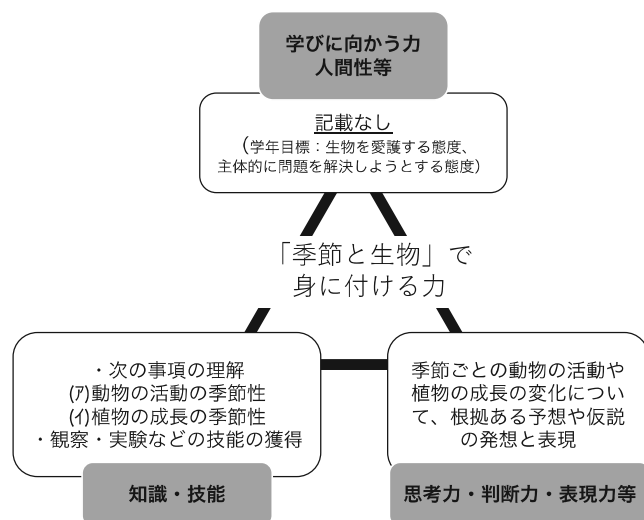 学びに向かう力
人間性等
記載なし
(学年目標：生物を愛護する態度、
主体的に問題を解決しようとする態度)
「季節と生物」で
身に付ける力
・次の事項の理解
(ア)動物の活動の季節性
(イ)植物の成長の季節性
・観察・実験などの技能の獲得
知識・技能
季節ごとの動物の活動や
植物の成長の変化につい
て、根拠ある予想や仮説
の発想と表現
思考力・判断力・表現力等